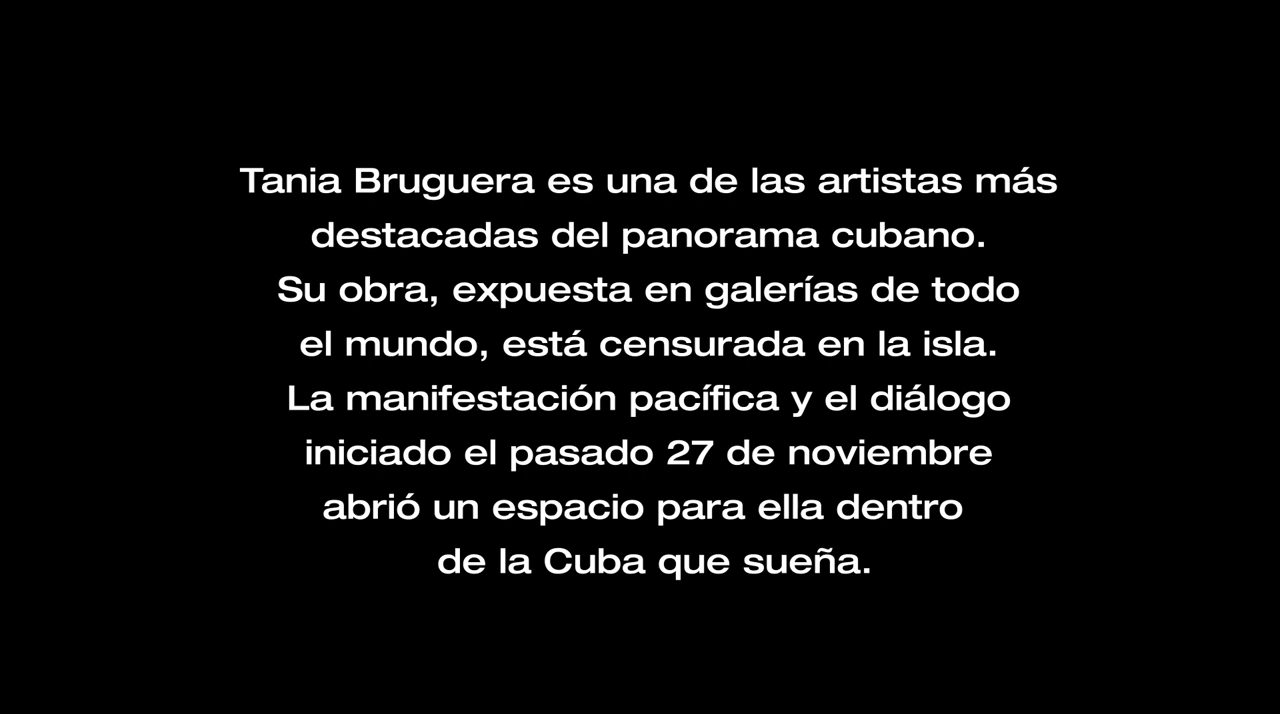 Tania Bruguera es una de las artistas más
destacadas del panorama cubano.
Su obra, expuesta en galerías de todo
el mundo, está censurada en la isla.
La manifestación pacífica y el diálogo
iniciado el pasado 27 de noviembre
abrió un espacio para ella dentro
de la Cuba que sueña.